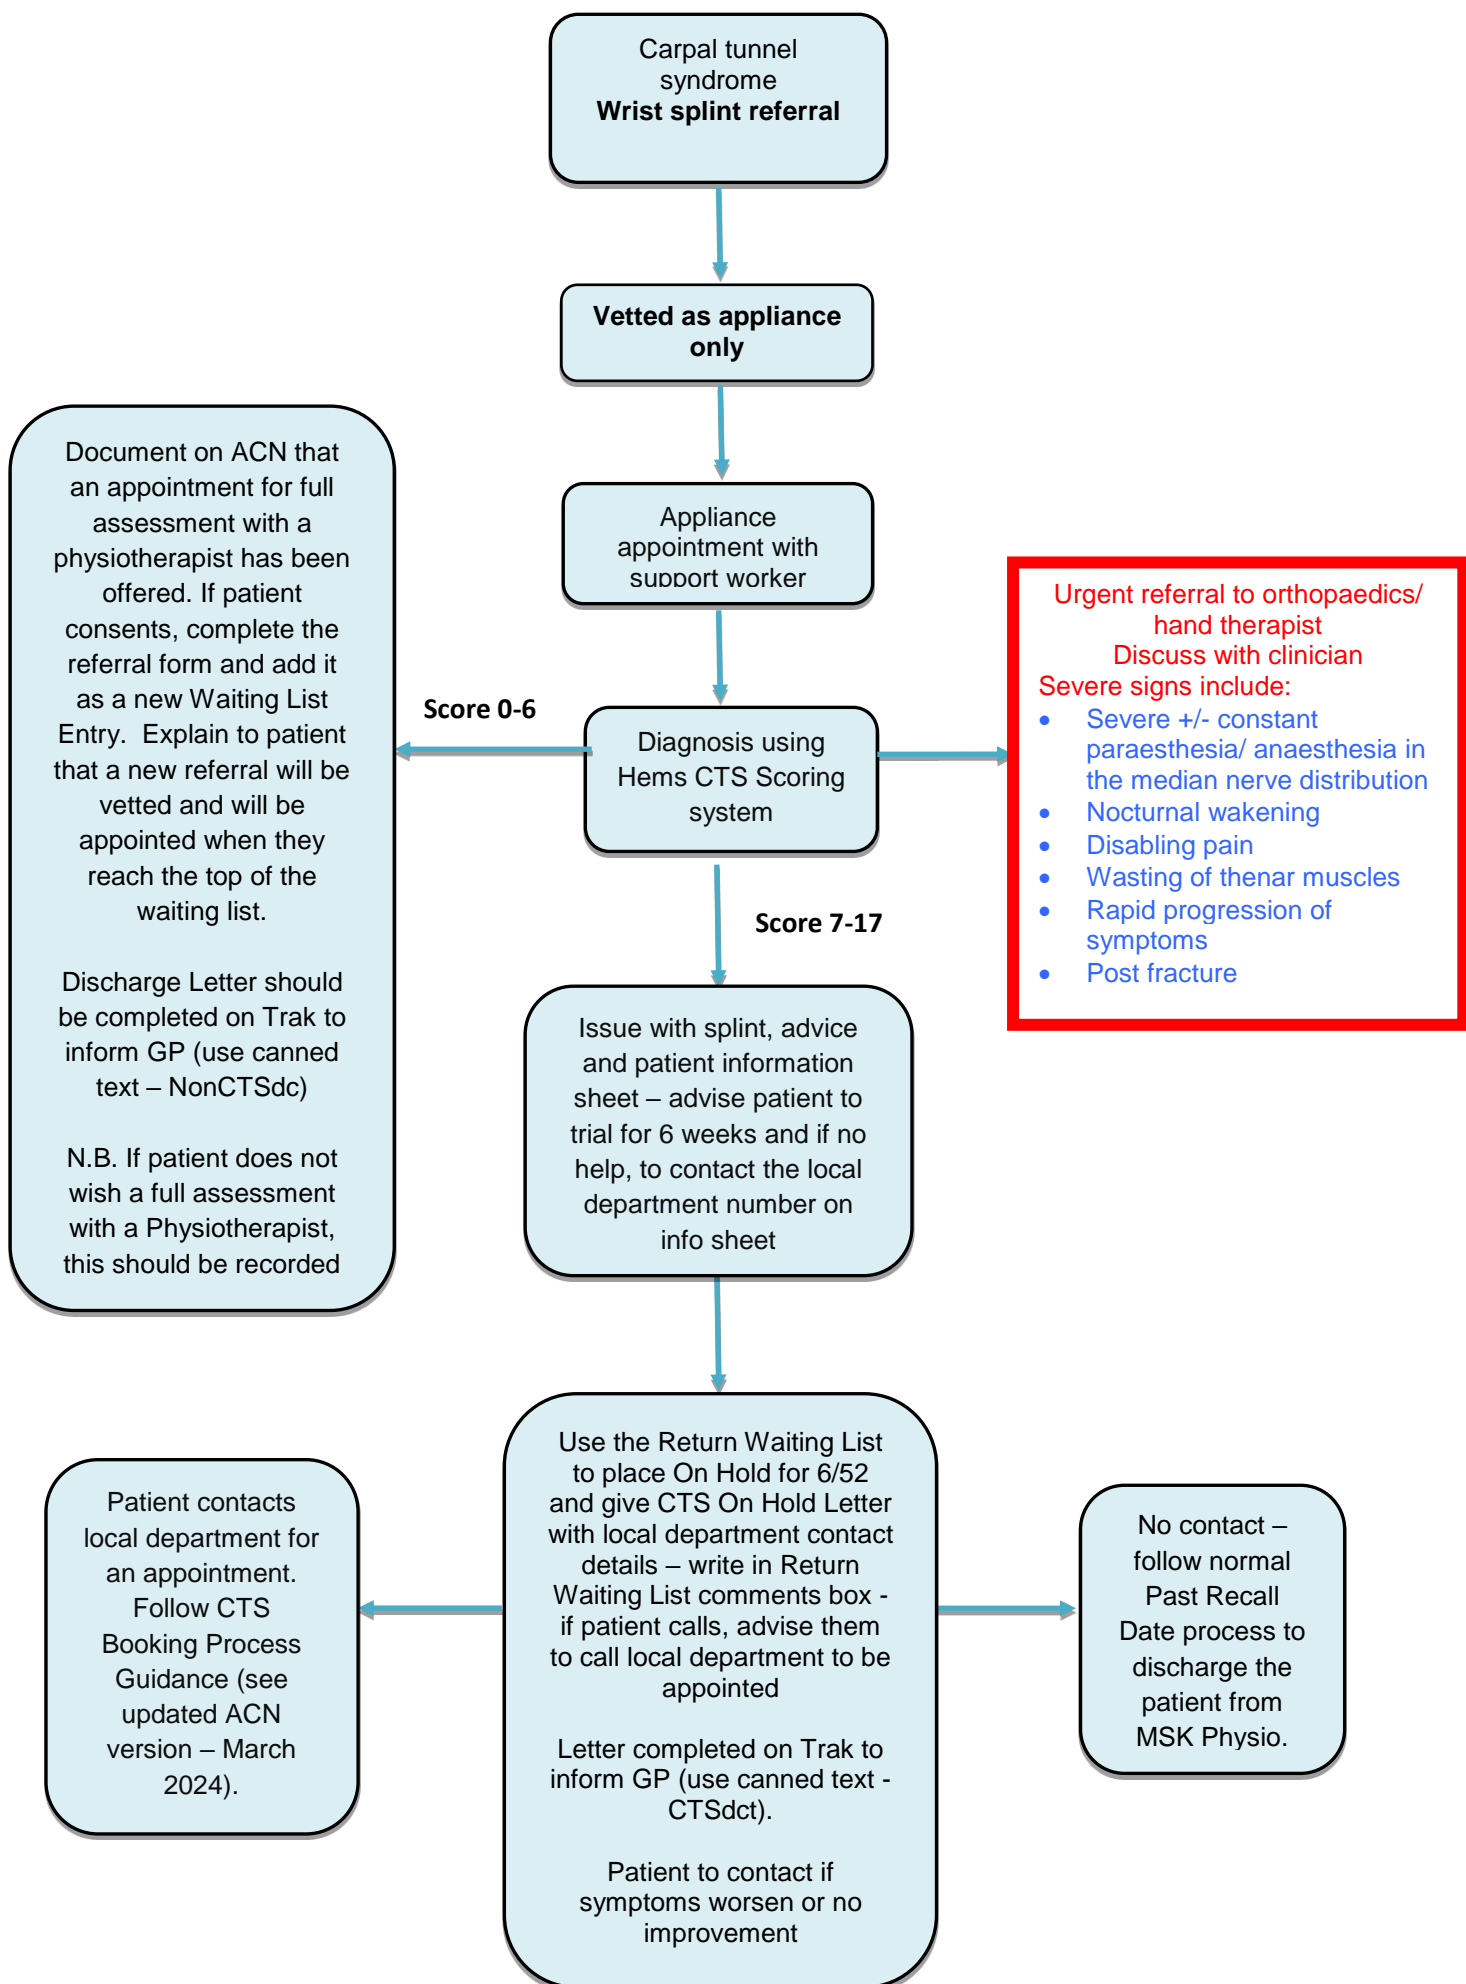 Carpal tunnel
syndrome
Wrist splint referral
Vetted as appliance
only
Appliance
appointment with
support worker
Diagnosis using
Hems CTS Scoring
system
Score 0-6
Document on ACN that
an appointment for full
assessment with a
physiotherapist has been
offered. If patient
consents, complete the
referral form and add it
as a new Waiting List
Entry.  Explain to patient
that a new referral will be
vetted and will be
appointed when they
reach the top of the
waiting list.
Discharge Letter should
be completed on Trak to
inform GP (use canned
text – NonCTSdc)
N.B. If patient does not
wish a full assessment
with a Physiotherapist,
this should be recorded
Urgent referral to orthopaedics/
hand therapist
Discuss with clinician
Severe signs include:
• Severe +/- constant
paraesthesia/ anaesthesia in
the median nerve distribution
• Nocturnal wakening
• Disabling pain
• Wasting of thenar muscles
• Rapid progression of
symptoms
• Post fracture
Score 7-17
Issue with splint, advice
and patient information
sheet – advise patient to
trial for 6 weeks and if no
help, to contact the local
department number on
info sheet
Use the Return Waiting List
to place On Hold for 6/52
and give CTS On Hold Letter
with local department contact
details – write in Return
Waiting List comments box -
if patient calls, advise them
to call local department to be
appointed
Letter completed on Trak to
inform GP (use canned text -
CTSdct).
Patient to contact if
symptoms worsen or no
improvement
Patient contacts
local department for
an appointment.
Follow CTS
Booking Process
Guidance (see
updated ACN
version – March
2024).
No contact –
follow normal
Past Recall
Date process to
discharge the
patient from
MSK Physio.